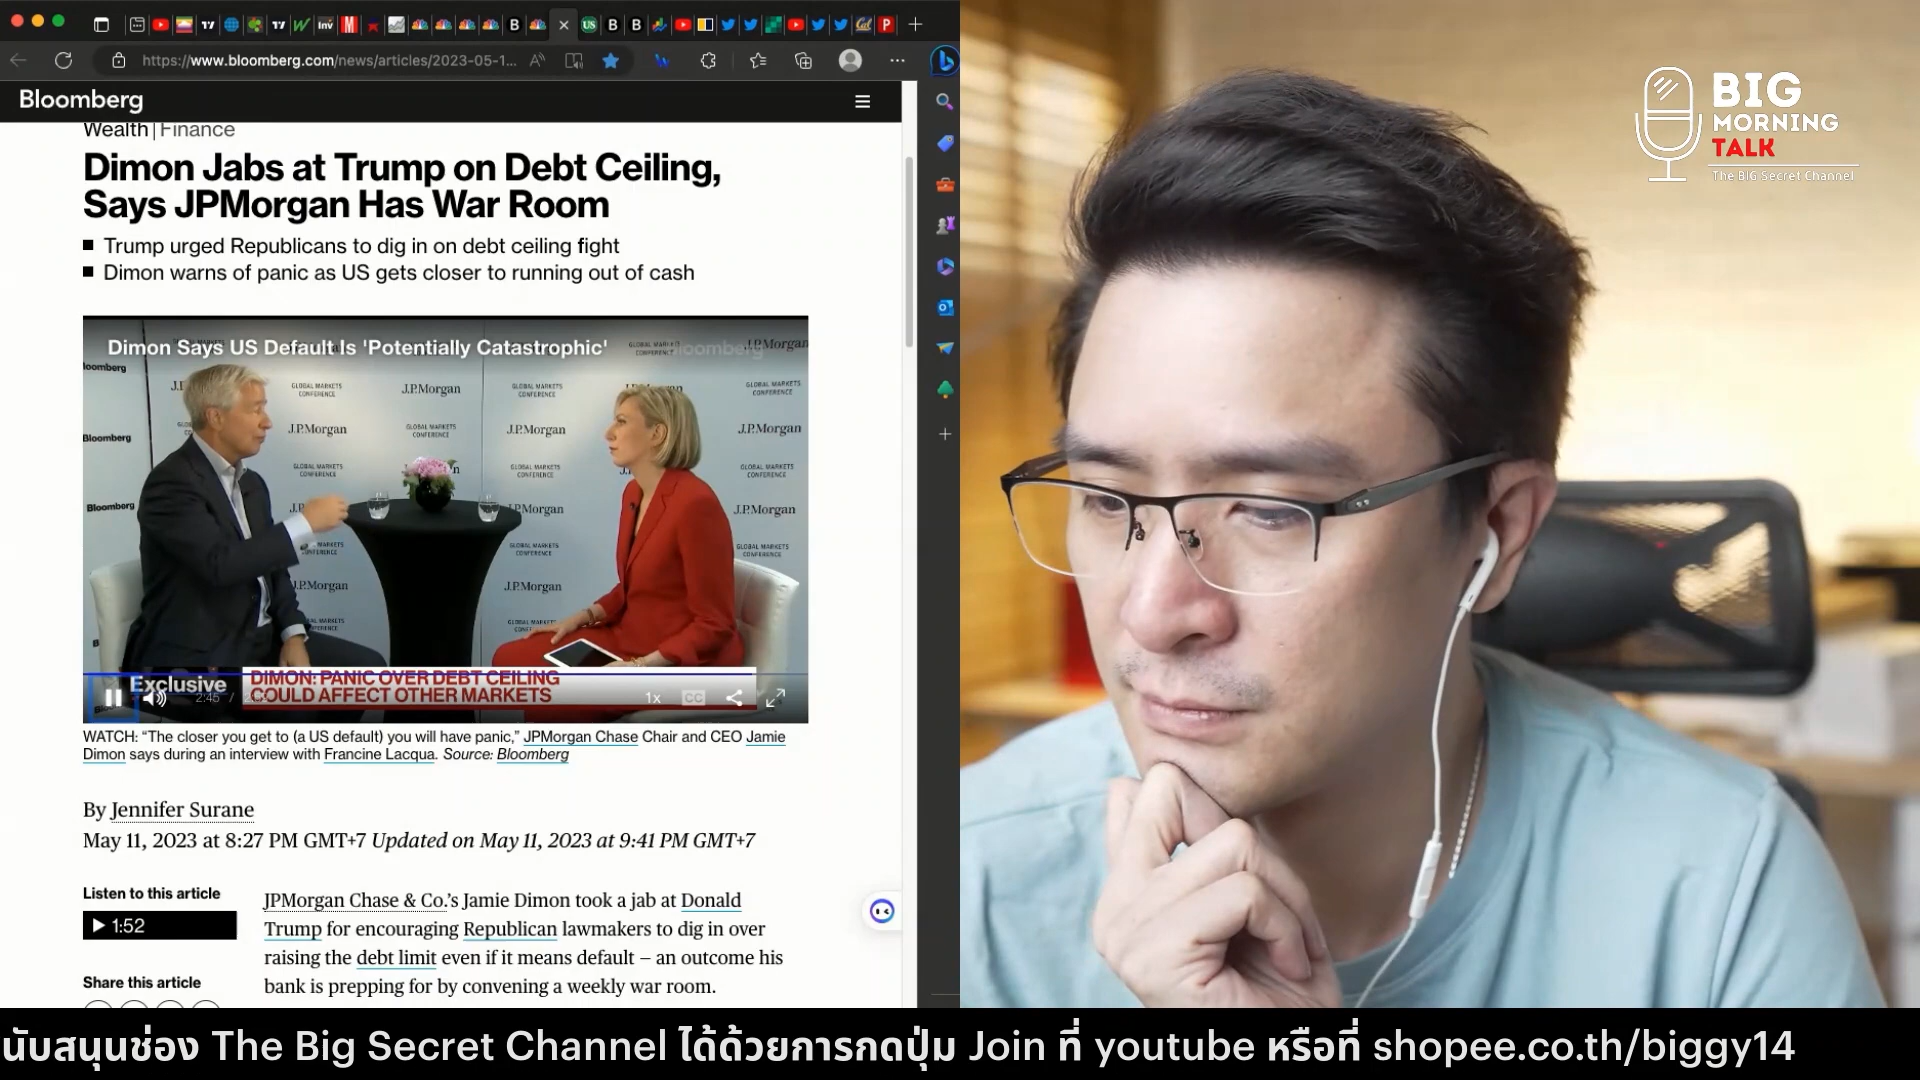 https://www.bloomberg.com/news/articles/2023-05-1...
Bloomberg
Wealth | Finance
Dimon Jabs at Trump on Debt Ceiling,
Says JPMorgan Has War Room
Trump urged Republicans to dig in on debt ceiling fight
Dimon warns of panic as US gets closer to running out of cash
Dimon Says US Default Is 'Potentially Catastrophic'
J.P.Morgan
GLOBAL MARKETS
CONFERENCE
Bloomberg
Exclusive
DIMON: PANIC OVER DEBT CEILING
COULD AFFECT OTHER MARKETS
2:45 /
1x
CC
WATCH: “The closer you get to (a US default) you will have panic,” JPMorgan Chase Chair and CEO Jamie
Dimon says during an interview with Francine Lacqua. Source: Bloomberg
By Jennifer Surane
May 11, 2023 at 8:27 PM GMT+7 Updated on May 11, 2023 at 9:41 PM GMT+7
Listen to this article
1:52
Share this article
JPMorgan Chase & Co.’s Jamie Dimon took a jab at Donald
Trump for encouraging Republican lawmakers to dig in over
raising the debt limit even if it means default – an outcome his
bank is prepping for by convening a weekly war room.
BIG
MORNING
TALK
The BIG Secret Channel
นับสนุนช่อง The Big Secret Channel ได้ด้วยการกดปุ่ม Join ที่ youtube หรือที่ shopee.co.th/biggy14